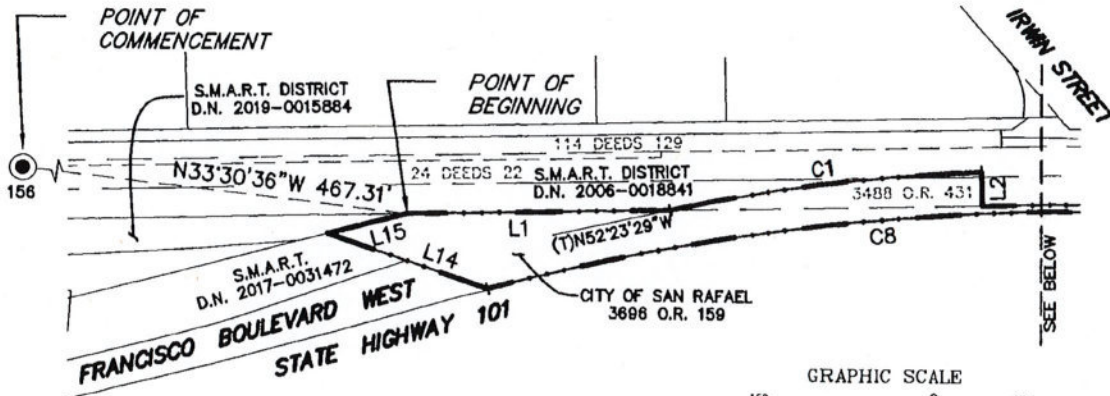 POINT OF
COMMENCEMENT
S.M.A.R.T. DISTRICT
D.N. 2019-0015884
POINT OF
BEGINNING
IRWIN STREET
114 DEEDS 129
156
N33°30'36"W 467.31'
24 DEEDS 22
S.M.A.R.T. DISTRICT
D.N. 2006-0018841
C1
3488 O.R. 431
L2
L15
L1
(T)N52°23'29"W
C8
L14
S.M.A.R.T.
D.N. 2017-0031472
CITY OF SAN RAFAEL
3696 O.R. 159
SEE BELOW
FRANCISCO BOULEVARD WEST
STATE HIGHWAY 101
GRAPHIC SCALE